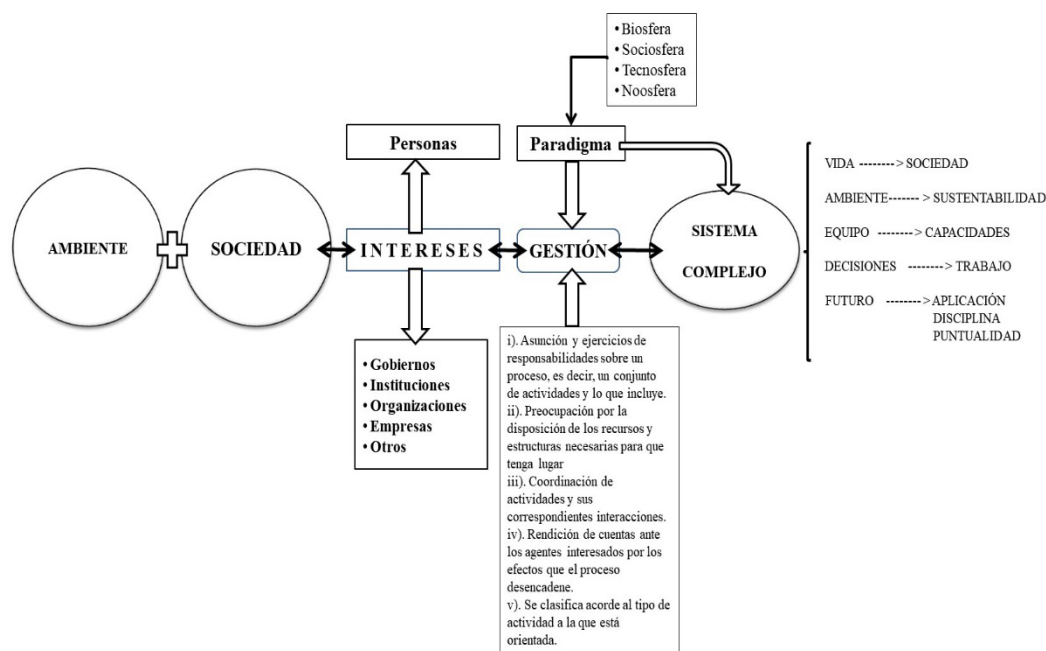 • Biosfera
• Sociosfera
• Tecnosfera
• Noosfera
Personas
Paradigma
AMBIENTE
SOCIEDAD
INTERESES
GESTIÓN
SISTEMA
COMPLEJO
VIDA --------> SOCIEDAD
AMBIENTE------> SUSTENTABILIDAD
EQUIPO -------> CAPACIDADES
DECISIONES --------> TRABAJO
FUTURO --------> APLICACIÓN
DISCIPLINA
PUNTUALIDAD
• Gobiernos
• Instituciones
• Organizaciones
• Empresas
• Otros
i). Asunción y ejercicios de
responsabilidades sobre un
proceso, es decir, un conjunto
de actividades y lo que incluye.
ii). Preocupación por la
disposición de los recursos y
estructuras necesarias para que
tenga lugar
iii). Coordinación de
actividades y sus
correspondientes interacciones.
iv). Rendición de cuentas ante
los agentes interesados por los
efectos que el proceso
desencadene.
v). Se clasifica acorde al tipo de
actividad a la que está
orientada.